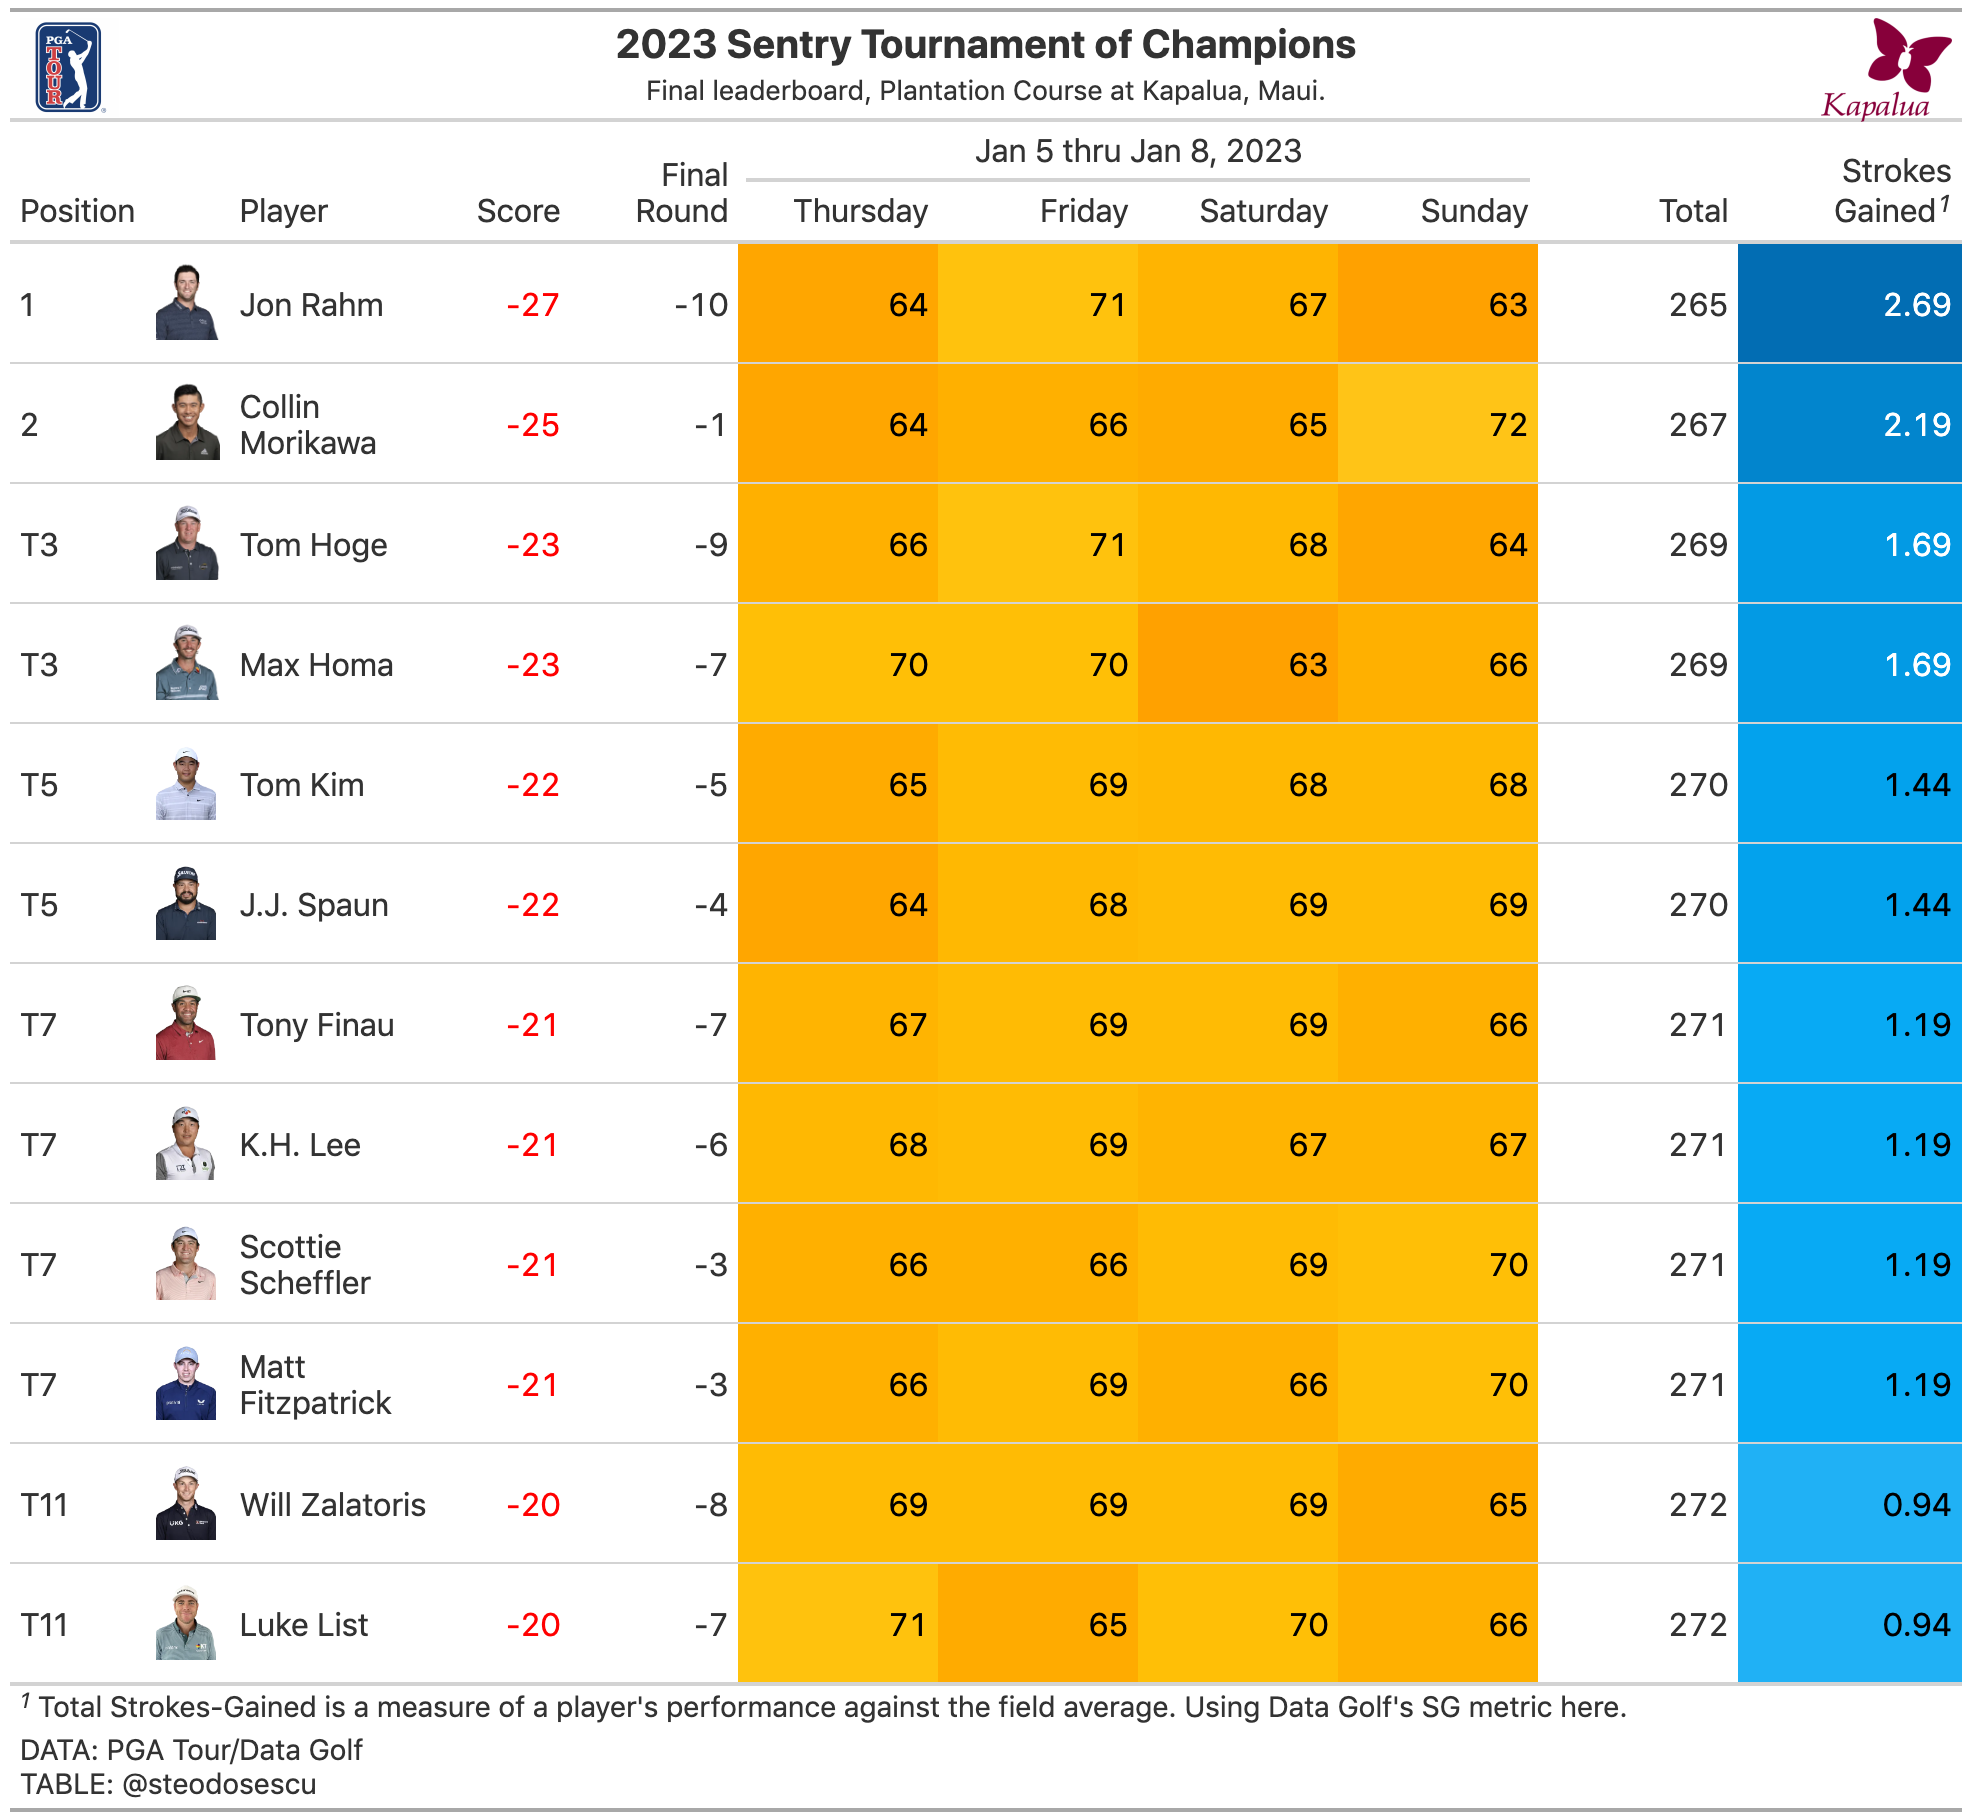 PGA
TOUR
2023 Sentry Tournament of Champions
Final leaderboard, Plantation Course at Kapalua, Maui.
Kapalua
Jan 5 thru Jan 8, 2023
Position Player Score Final Round Thursday Friday Saturday Sunday Total Strokes Gained¹
1 Jon Rahm -27 -10 64 71 67 63 265 2.69
2 Collin Morikawa -25 -1 64 66 65 72 267 2.19
T3 Tom Hoge -23 -9 66 71 68 64 269 1.69
T3 Max Homa -23 -7 70 70 63 66 269 1.69
T5 Tom Kim -22 -5 65 69 68 68 270 1.44
T5 J.J. Spaun -22 -4 64 68 69 69 270 1.44
T7 Tony Finau -21 -7 67 69 69 66 271 1.19
T7 K.H. Lee -21 -6 68 69 67 67 271 1.19
T7 Scottie Scheffler -21 -3 66 66 69 70 271 1.19
T7 Matt Fitzpatrick -21 -3 66 69 66 70 271 1.19
T11 Will Zalatoris -20 -8 69 69 69 65 272 0.94
T11 Luke List -20 -7 71 65 70 66 272 0.94
¹ Total Strokes-Gained is a measure of a player's performance against the field average. Using Data Golf's SG metric here.
DATA: PGA Tour/Data Golf
TABLE: @steodosescu